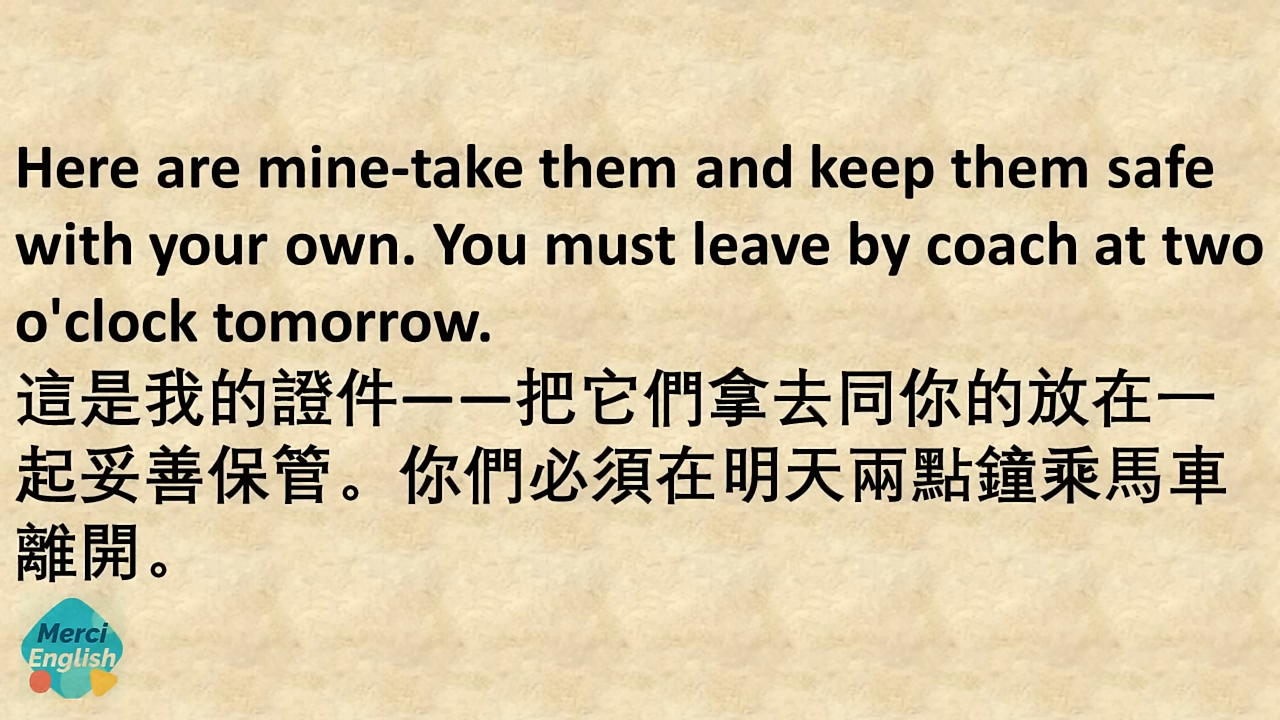 Here are mine-take them and keep them safe
with your own. You must leave by coach at two
o'clock tomorrow.
這是我的證件——把它們拿去同你的放在一
起妥善保管。你們必須在明天兩點鐘乘馬車
離開。
Merci
English